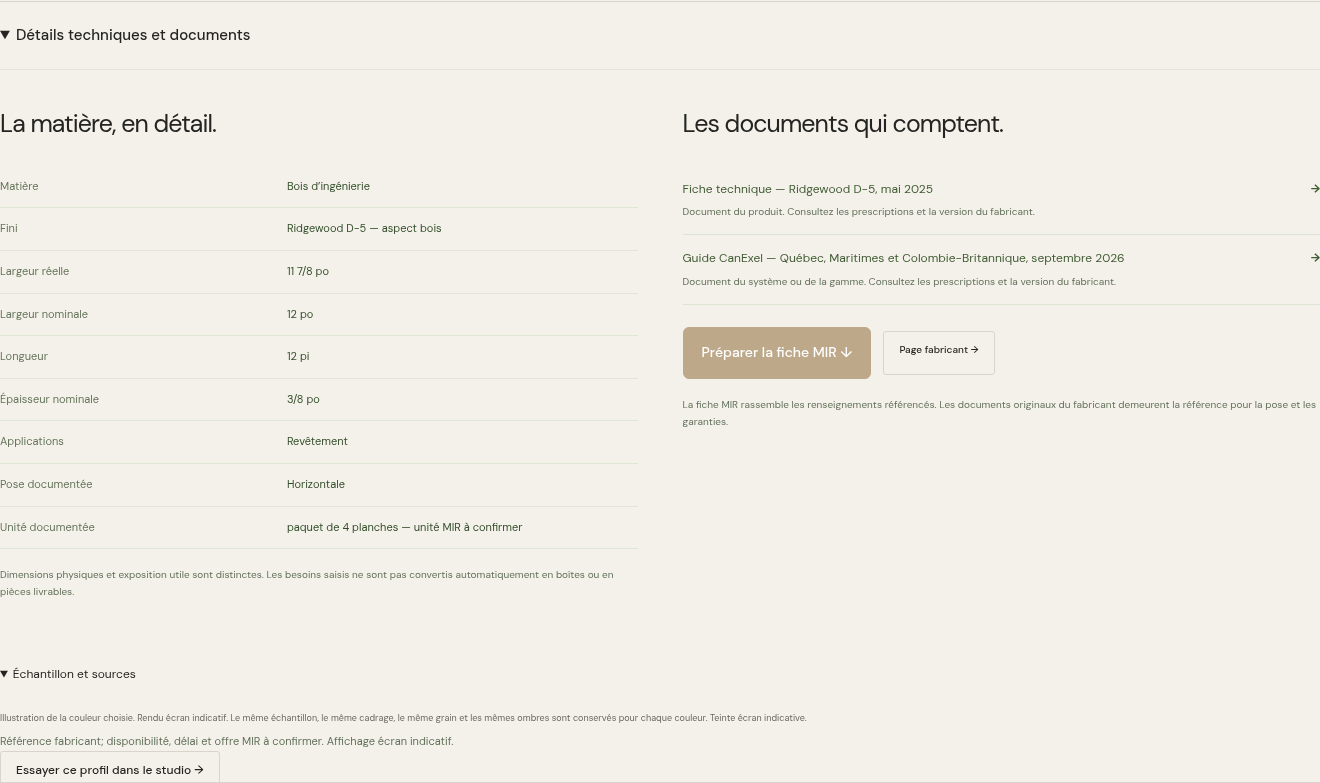 ▼ Détails techniques et documents
La matière, en détail.
Matière Bois d’ingénierie
Fini Ridgewood D-5 — aspect bois
Largeur réelle 11 7/8 po
Largeur nominale 12 po
Longueur 12 pi
Épaisseur nominale 3/8 po
Applications Revêtement
Pose documentée Horizontale
Unité documentée paquet de 4 planches — unité MIR à confirmer
Dimensions physiques et exposition utile sont distinctes. Les besoins saisis ne sont pas convertis automatiquement en boîtes ou en
pièces livrables.
Les documents qui comptent.
Fiche technique — Ridgewood D-5, mai 2025 →
Document du produit. Consultez les prescriptions et la version du fabricant.
Guide CanExel — Québec, Maritimes et Colombie-Britannique, septembre 2026 →
Document du système ou de la gamme. Consultez les prescriptions et la version du fabricant.
Préparer la fiche MIR ↓
Page fabricant →
La fiche MIR rassemble les renseignements référencés. Les documents originaux du fabricant demeurent la référence pour la pose et les
garanties.
▼ Échantillon et sources
Illustration de la couleur choisie. Rendu écran indicatif. Le même échantillon, le même cadrage, le même grain et les mêmes ombres sont conservés pour chaque couleur. Teinte écran indicative.
Référence fabricant; disponibilité, délai et offre MIR à confirmer. Affichage écran indicatif.
Essayer ce profil dans le studio →